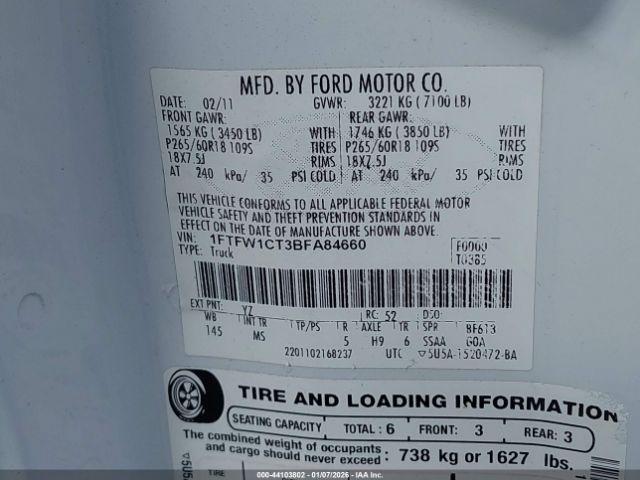 MFD. BY FORD MOTOR CO.
DATE: 02/11 GVWR: 3221 KG ( 7100 LB)
FRONT GAWR: REAR GAWR:
1565 KG ( 3450 LB) WITH 1746 KG ( 3850 LB) WITH
P265/60R18 109S TIRES P265/60R18 109S TIRES
18X7.5J RIMS 18X7.5J RIMS
AT 240 kPa/ 35 PSI COLD AT 240 kPa/ 35 PSI COLD
THIS VEHICLE CONFORMS TO ALL APPLICABLE FEDERAL MOTOR
VEHICLE SAFETY AND THEFT PREVENTION STANDARDS IN
EFFECT ON THE DATE OF MANUFACTURE SHOWN ABOVE.
VIN: 1FTFW1CT3BFA84660 F0000
TYPE: Truck T0385
EXT PNT: YZ RC: 52 DSO:
WB INT TR TP/PS R AXLE TR SPR 8F613
145 MS 5 H9 6 SSAA GOA
2201102168237 UTC ▽5U5A-1520472-BA
TIRE AND LOADING INFORMATION
SEATING CAPACITY TOTAL : 6 FRONT: 3 REAR: 3
The combined weight of occupants
and cargo should never exceed: 738 kg or 1627 lbs.
▽5U5
TIRE
000-44103802 - 01/07/2026 - IAA Inc.